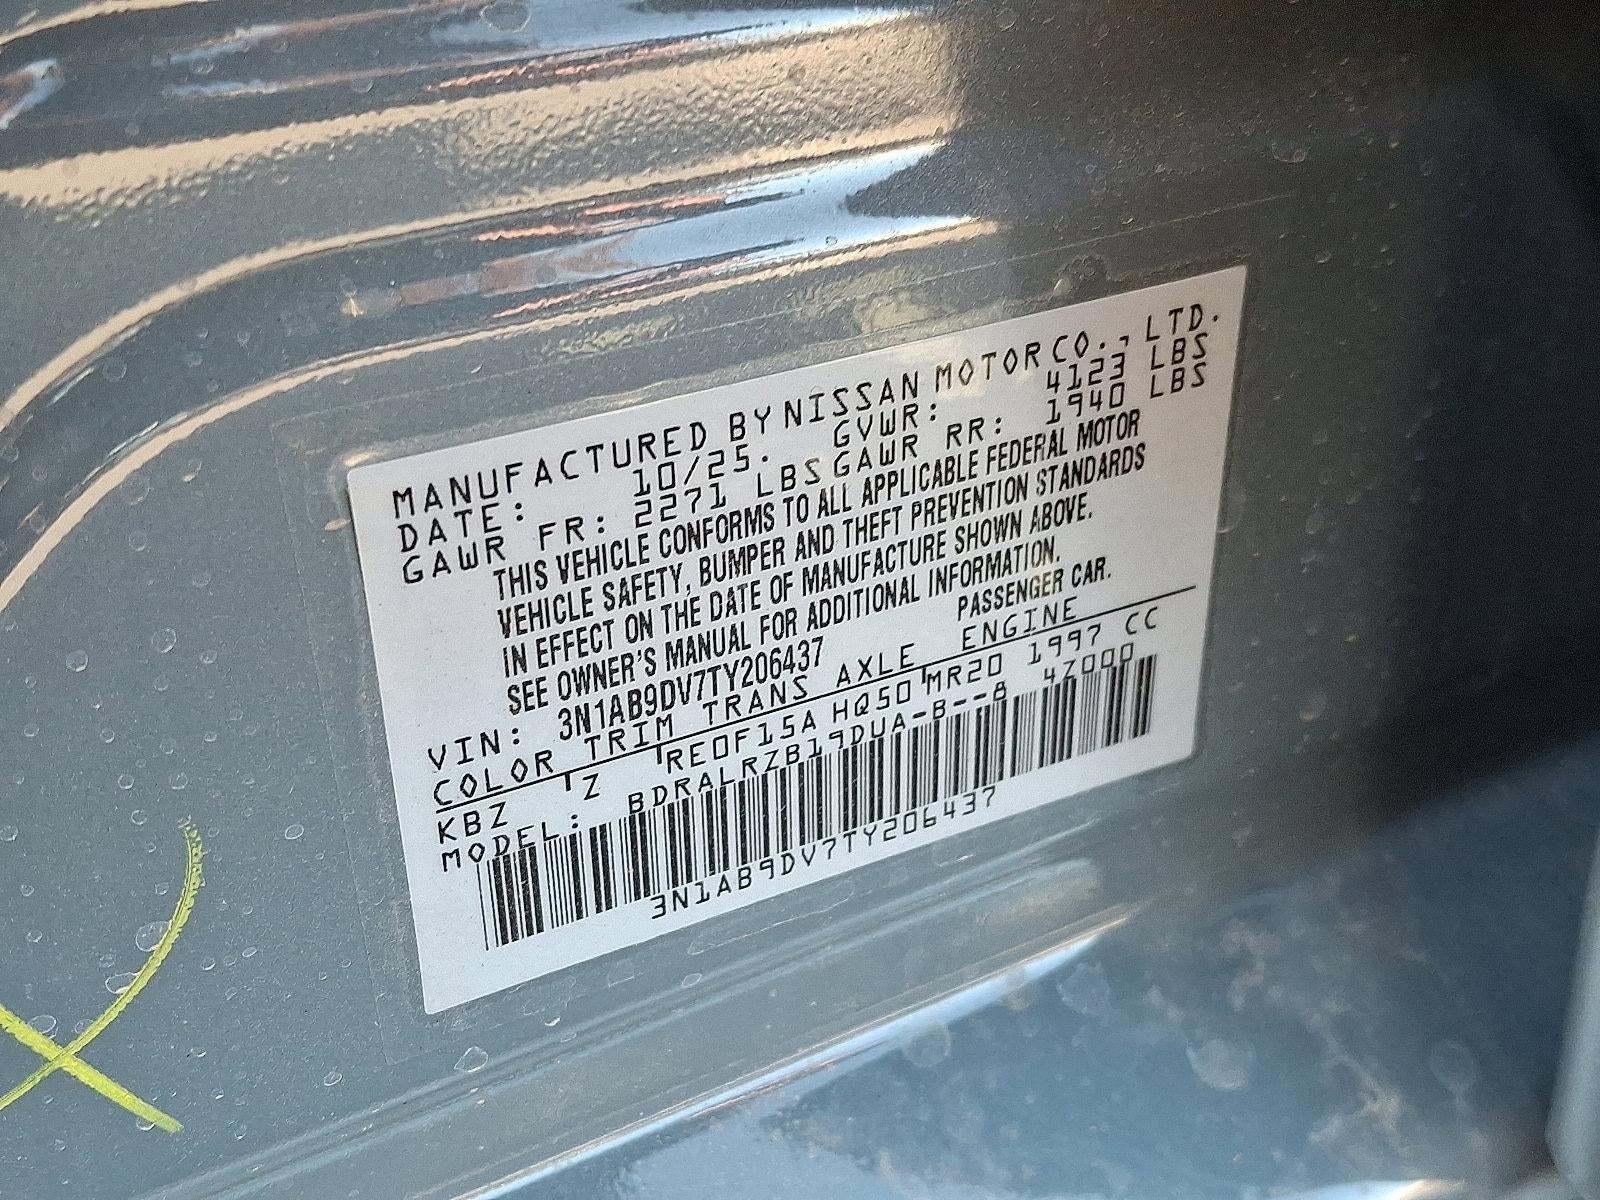 MANUFACTURED BY NISSAN MOTOR CO., LTD.
DATE: 10/25. GVWR: 4123 LBS
GAWR FR: 2271 LBS GAWR RR: 1940 LBS
THIS VEHICLE CONFORMS TO ALL APPLICABLE FEDERAL MOTOR
VEHICLE SAFETY, BUMPER AND THEFT PREVENTION STANDARDS
IN EFFECT ON THE DATE OF MANUFACTURE SHOWN ABOVE.
SEE OWNER'S MANUAL FOR ADDITIONAL INFORMATION.
VIN: 3N1AB9DV7TY206437 PASSENGER CAR.
COLOR TRIM TRANS AXLE ENGINE
KBZ Z RE0F15A HQ50 MR20 1997 CC
MODEL: BDRALRZB19DUA-B--8 4Z000
3N1AB9DV7TY206437